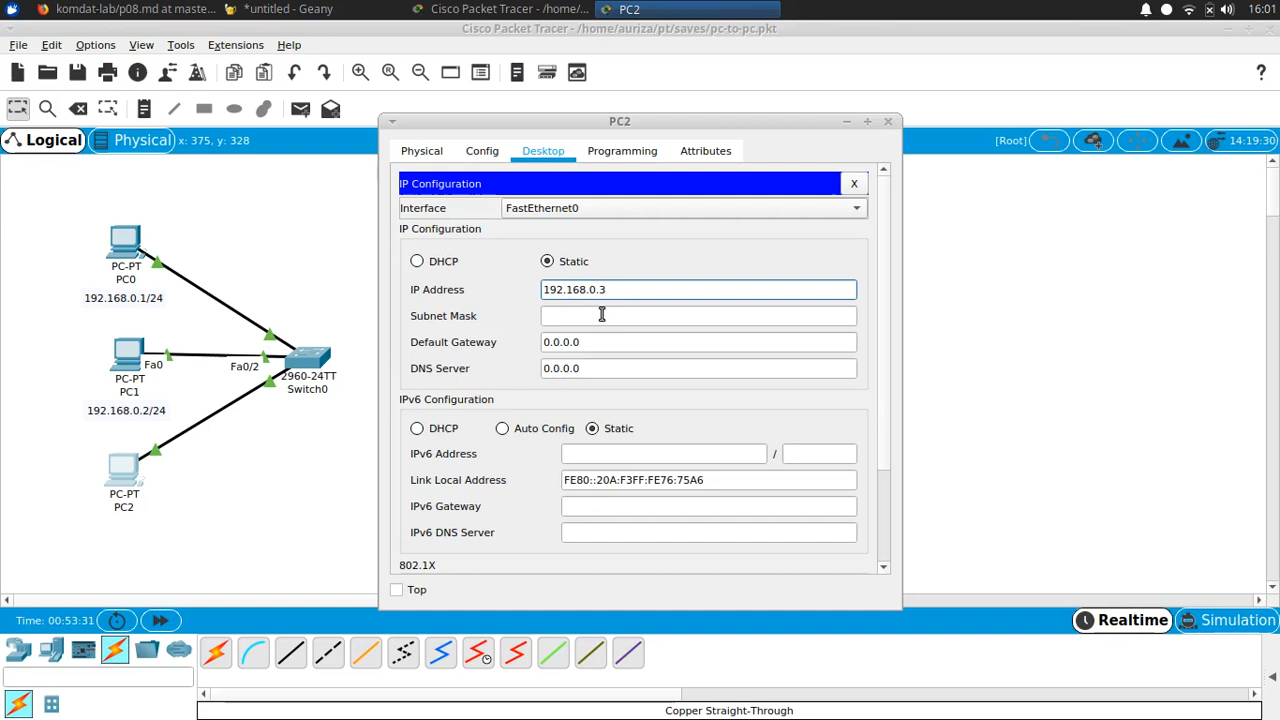 komdat-lab/p08.md at maste...
*untitled - Geany
Cisco Packet Tracer - /home/...
PC2
16:01
Cisco Packet Tracer - /home/auriza/pt/saves/pc-to-pc.pkt
File Edit Options View Tools Extensions Help
?
PC2
Logical Physical x: 375, y: 328
[Root] 14:19:30
Physical Config Desktop Programming Attributes
IP Configuration X
Interface FastEthernet0
IP Configuration
DHCP Static
IP Address 192.168.0.3
Subnet Mask
Default Gateway 0.0.0.0
DNS Server 0.0.0.0
IPv6 Configuration
DHCP Auto Config Static
IPv6 Address /
Link Local Address FE80::20A:F3FF:FE76:75A6
IPv6 Gateway
IPv6 DNS Server
802.1X
Top
PC-PT
PC0
192.168.0.1/24
Fa0
Fa0/2
PC-PT
PC1
192.168.0.2/24
2960-24TT
Switch0
PC-PT
PC2
Time: 00:53:31
Realtime Simulation
Copper Straight-Through